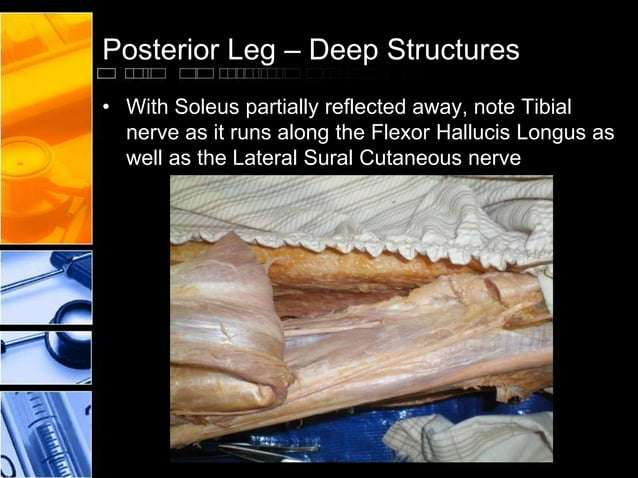 Posterior Leg – Deep Structures
• With Soleus partially reflected away, note Tibial
nerve as it runs along the Flexor Hallucis Longus as
well as the Lateral Sural Cutaneous nerve